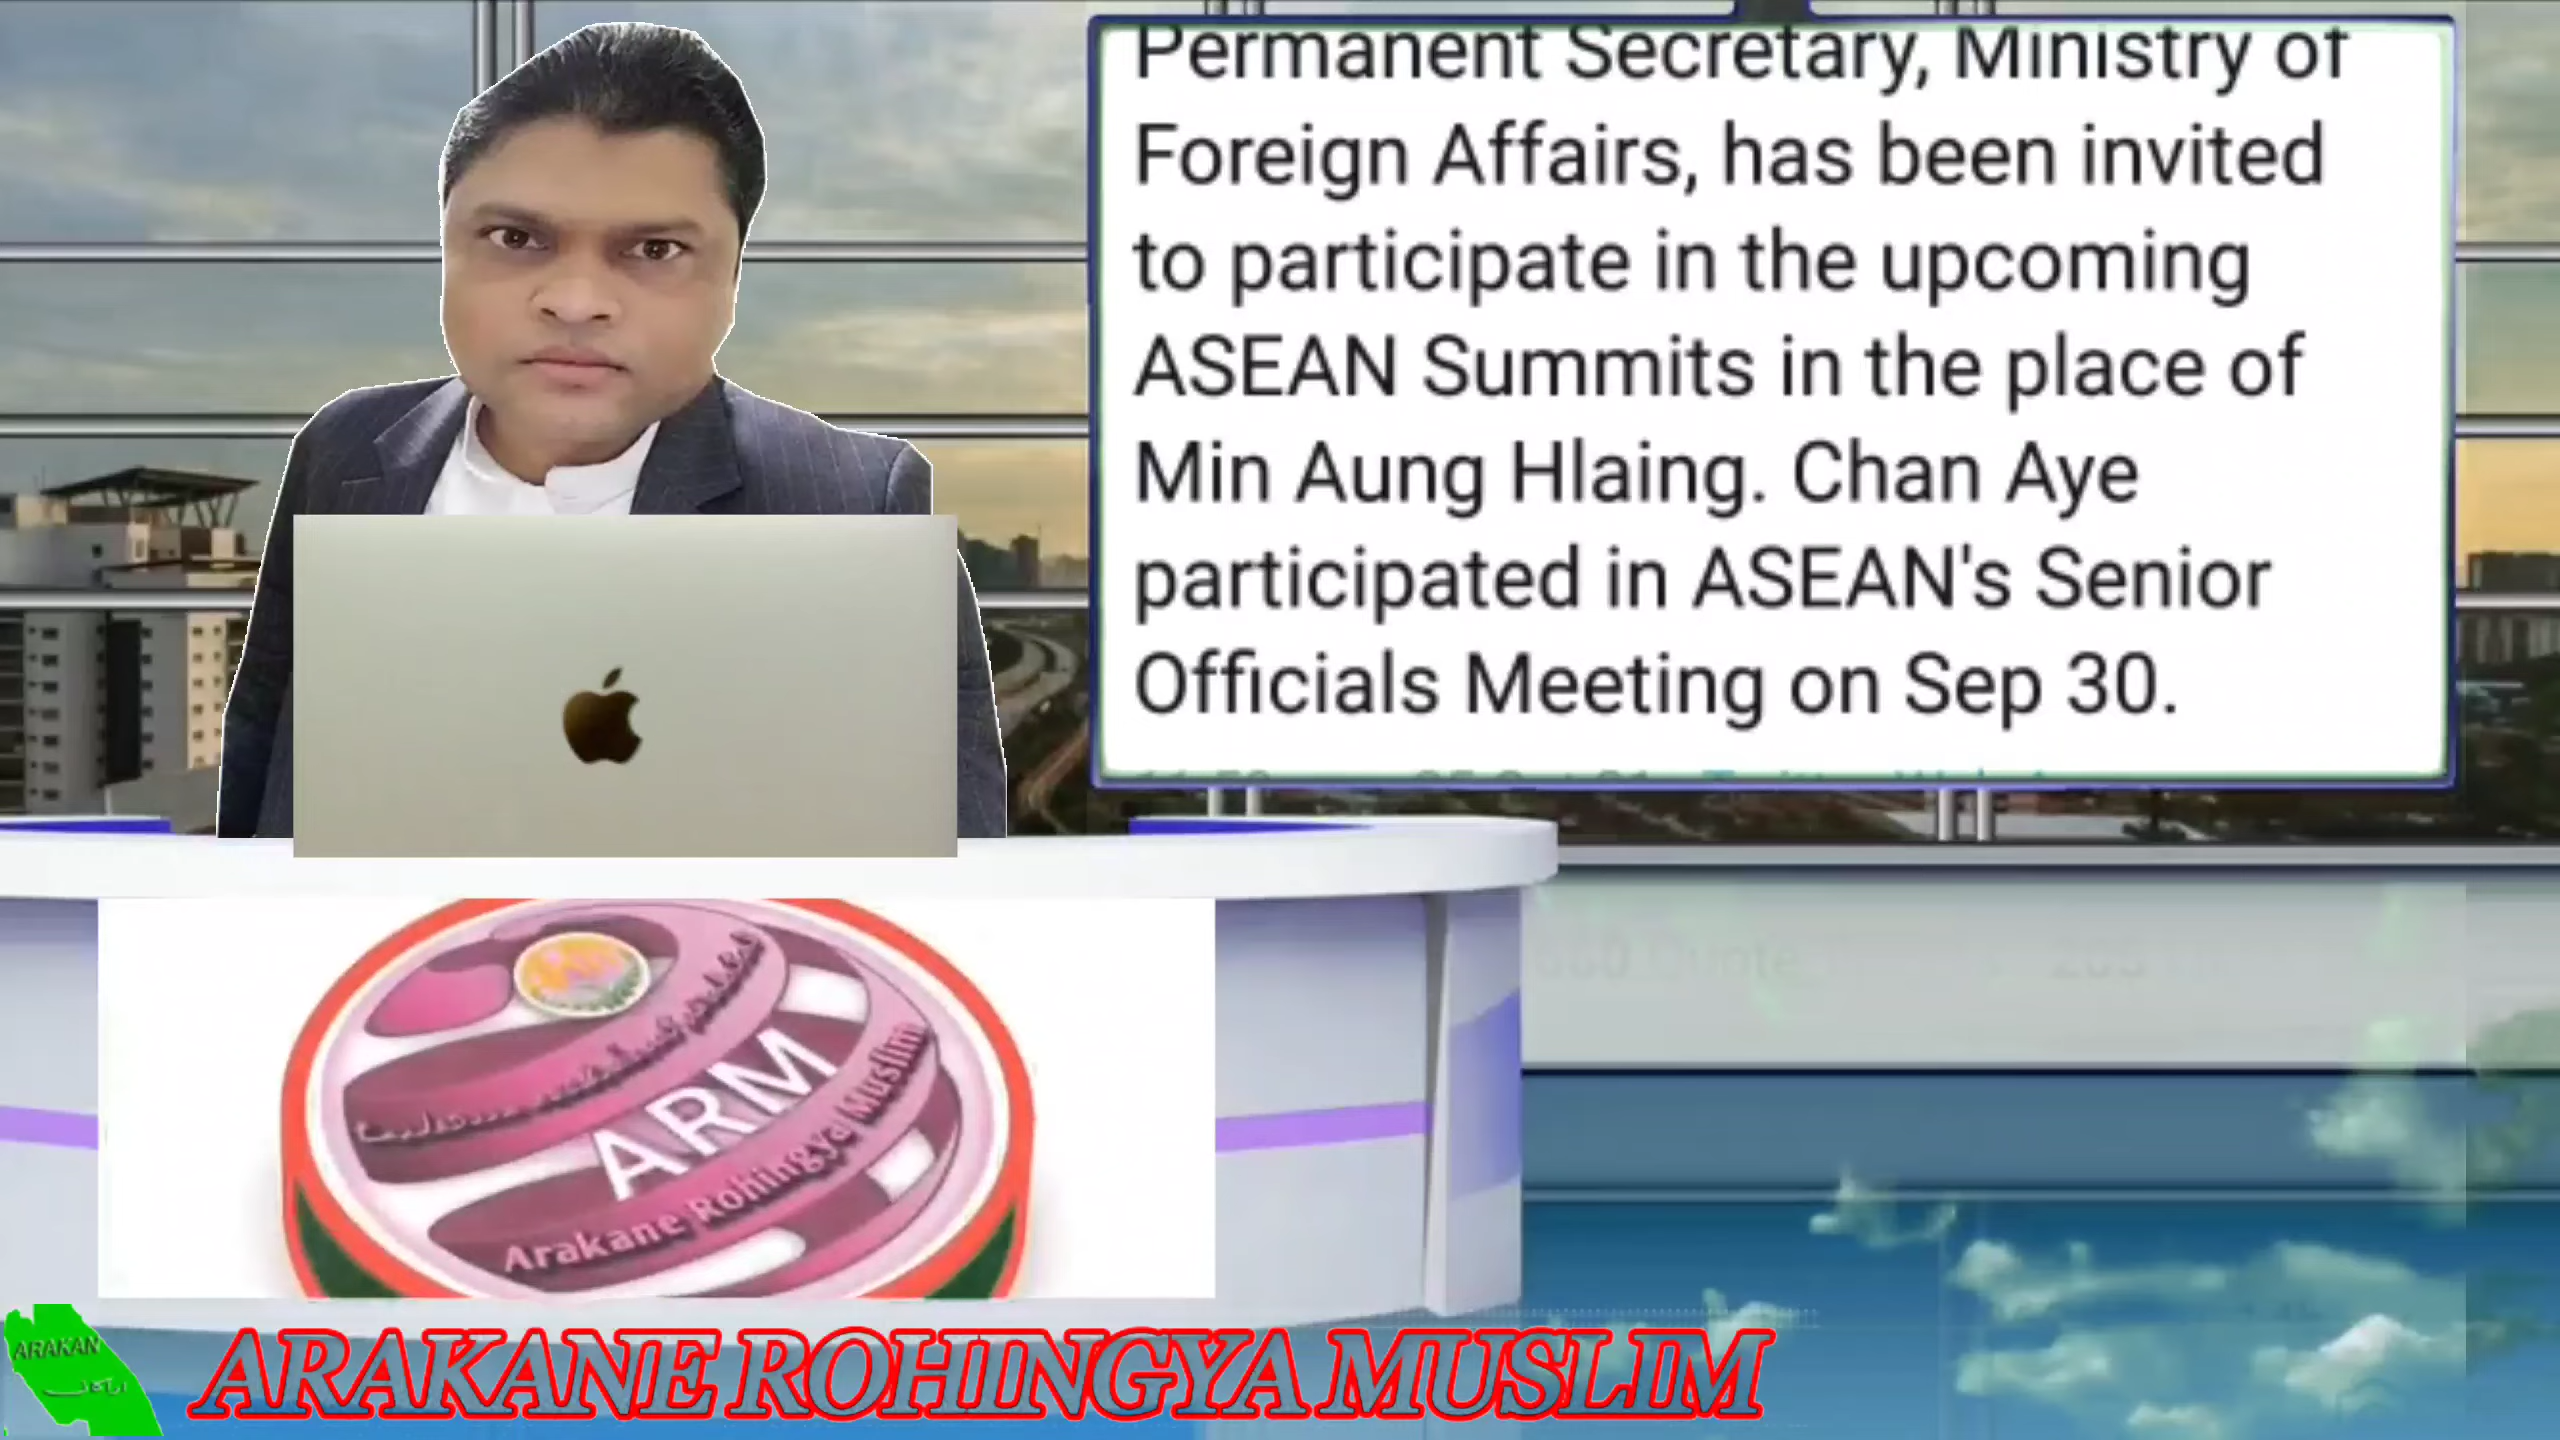 Permanent Secretary, Ministry of
Foreign Affairs, has been invited
to participate in the upcoming
ASEAN Summits in the place of
Min Aung Hlaing. Chan Aye
participated in ASEAN's Senior
Officials Meeting on Sep 30.
Quote
ARM
Arakane Rohingya Muslim
ARAKAN
ARAKANE ROHINGYA MUSLIM